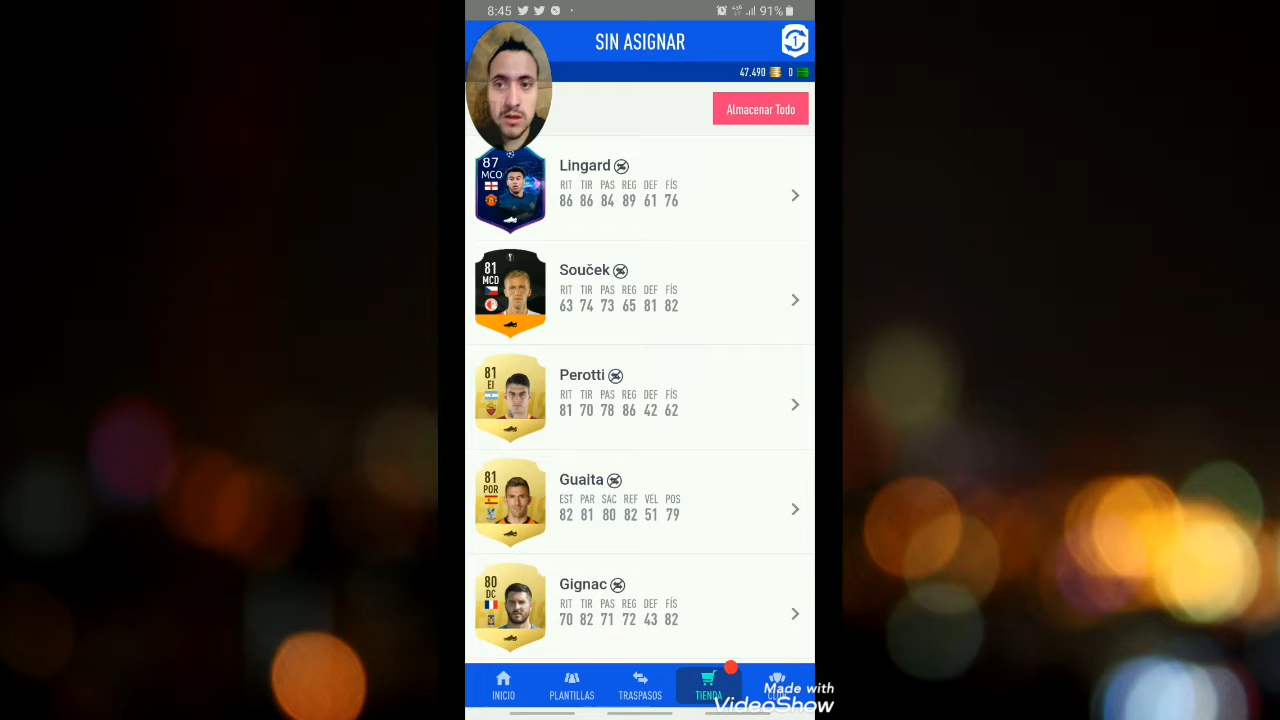 8:45 91%
SIN ASIGNAR
1
47.490 0
Almacenar Todo
87
MCO
Lingard
RIT TIR PAS REG DEF FÍS
86 86 84 89 61 76
81
MCD
Souček
RIT TIR PAS REG DEF FÍS
63 74 73 65 81 82
81
EI
Perotti
RIT TIR PAS REG DEF FÍS
81 70 78 86 42 62
81
POR
Guaita
EST PAR SAC REF VEL POS
82 81 80 82 51 79
80
DC
Gignac
RIT TIR PAS REG DEF FÍS
70 82 71 72 43 82
INICIO PLANTILLAS TRASPASOS TIENDA
Made with
VideoShow